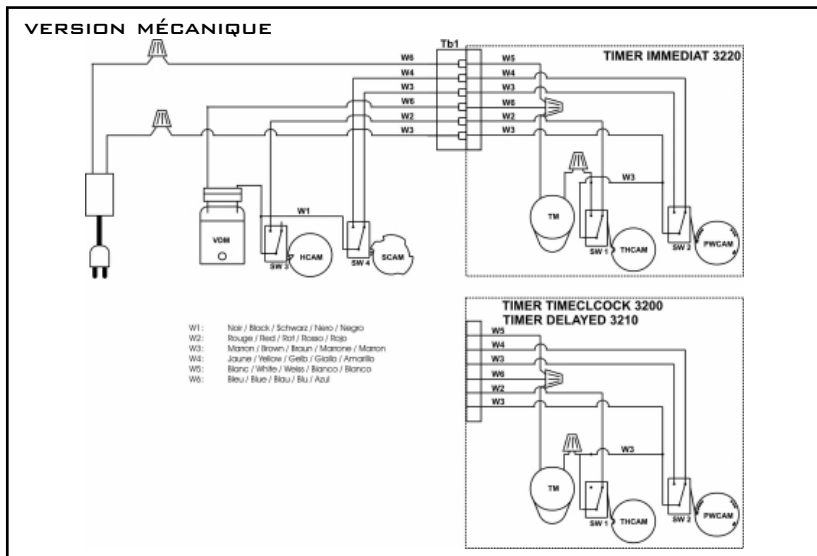 VERSION MÉCANIQUE
Tb1
TIMER IMMEDIAT 3220
W6
W4
W3
W6
W2
W3
W5
W4
W3
W6
W2
W3
W3
TM
SW 1
THCAM
SW 2
PWCAM
VDM
W1
SW 3
HCAM
SW 4
SCAM
TIMER TIMECLCOCK 3200
TIMER DELAYED 3210
W1: Noir / Black / Schwarz / Nero / Negro
W2: Rouge / Red / Rot / Rosso / Rojo
W3: Marron / Brown / Braun / Marrone / Marron
W4: Jaune / Yellow / Gelb / Gialla / Amarillo
W5: Blanc / White / Weiss / Bianco / Blanco
W6: Bleu / Blue / Blau / Blu / Azul
W5
W4
W3
W6
W2
W3
W3
TM
SW 1
THCAM
SW 2
PWCAM